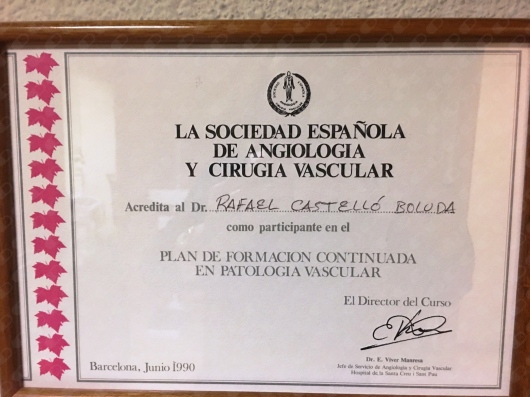 LA SOCIEDAD ESPAÑOLA
DE ANGIOLOGIA
Y CIRUGIA VASCULAR
Acredita al Dr. RAFAEL CASTELLÓ BOLUDA
como participante en el
PLAN DE FORMACION CONTINUADA
EN PATOLOGIA VASCULAR
El Director del Curso
Dr. E. Viver Manresa
Jefe de Servicio de Angiología y Cirugía Vascular
Hospital de la Santa Creu i Sant Pau
Barcelona, Junio 1990